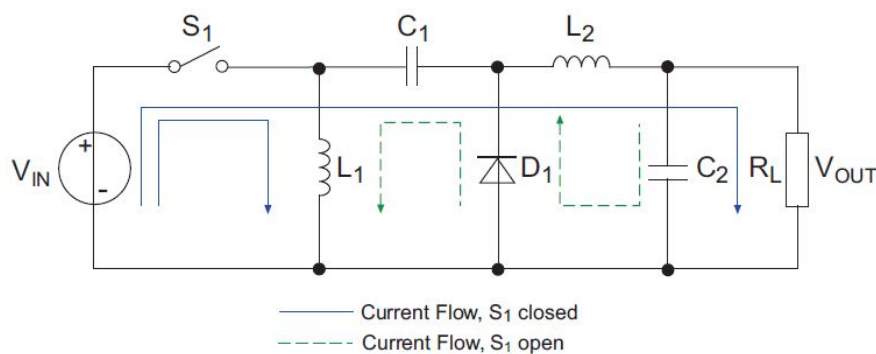 S1 C1 L2
VIN + - L1 D1 C2 RL VOUT
Current Flow, S1 closed
Current Flow, S1 open